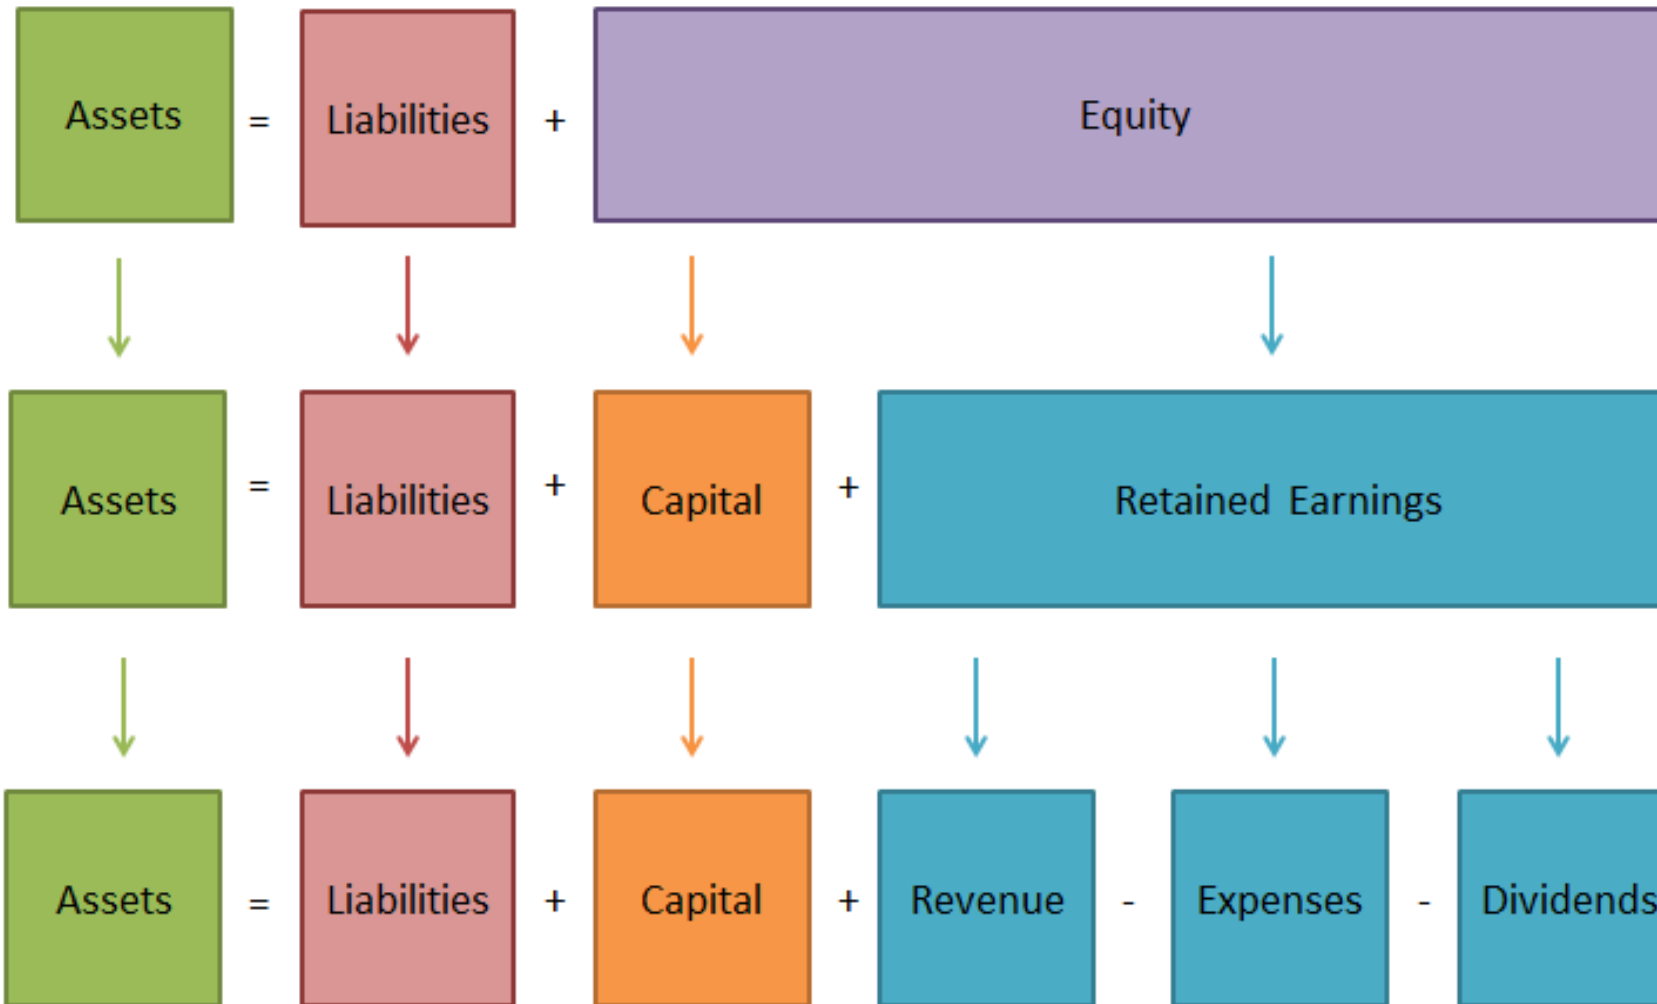 Assets = Liabilities + Equity
Assets = Liabilities + Capital + Retained Earnings
Assets = Liabilities + Capital + Revenue - Expenses - Dividends